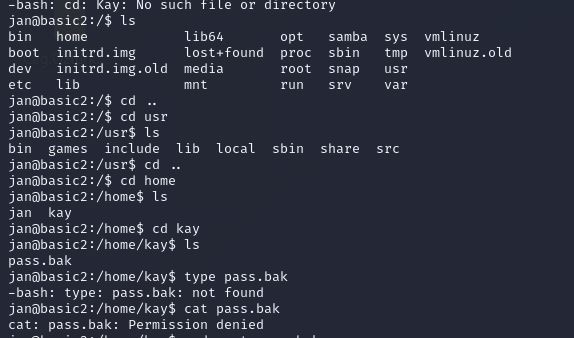 -bash: cd: Kay: No such file or directory
jan@basic2:/$ ls
bin   home            lib64       opt   samba  sys  vmlinuz
boot  initrd.img      lost+found  proc  sbin   tmp  vmlinuz.old
dev   initrd.img.old  media       root  snap   usr
etc   lib             mnt         run   srv    var
jan@basic2:/$ cd ..
jan@basic2:/$ cd usr
jan@basic2:/usr$ ls
bin  games  include  lib  local  sbin  share  src
jan@basic2:/usr$ cd ..
jan@basic2:/$ cd home
jan@basic2:/home$ ls
jan  kay
jan@basic2:/home$ cd kay
jan@basic2:/home/kay$ ls
pass.bak
jan@basic2:/home/kay$ type pass.bak
-bash: type: pass.bak: not found
jan@basic2:/home/kay$ cat pass.bak
cat: pass.bak: Permission denied